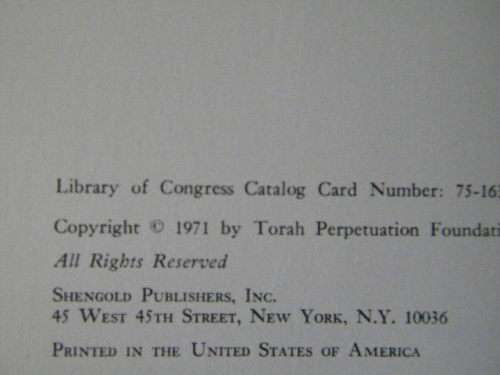 Library of Congress Catalog Card Number: 75-163
Copyright © 1971 by Torah Perpetuation Foundati
All Rights Reserved
SHENGOLD PUBLISHERS, INC.
45 WEST 45TH STREET, NEW YORK, N.Y. 10036
PRINTED IN THE UNITED STATES OF AMERICA